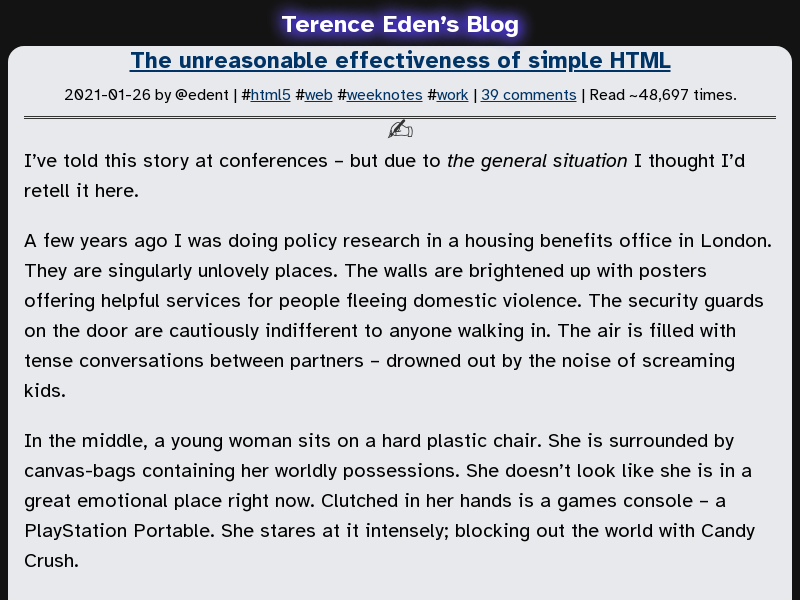 Terence Eden’s Blog
The unreasonable effectiveness of simple HTML
2021-01-26 by @edent | #html5 #web #weeknotes #work | 39 comments | Read ~48,697 times.
I’ve told this story at conferences – but due to the general situation I thought I’d
retell it here.
A few years ago I was doing policy research in a housing benefits office in London.
They are singularly unlovely places. The walls are brightened up with posters
offering helpful services for people fleeing domestic violence. The security guards
on the door are cautiously indifferent to anyone walking in. The air is filled with
tense conversations between partners – drowned out by the noise of screaming
kids.
In the middle, a young woman sits on a hard plastic chair. She is surrounded by
canvas-bags containing her worldly possessions. She doesn’t look like she is in a
great emotional place right now. Clutched in her hands is a games console – a
PlayStation Portable. She stares at it intensely; blocking out the world with Candy
Crush.